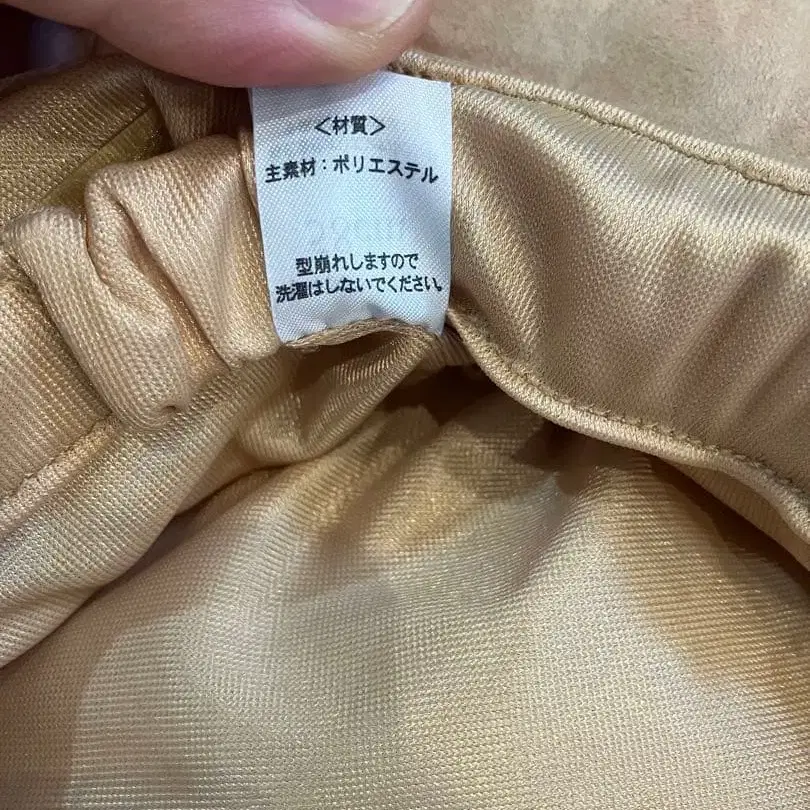 ＜材質＞
主素材：ポリエステル
型崩れしますので
洗濯はしないでください。